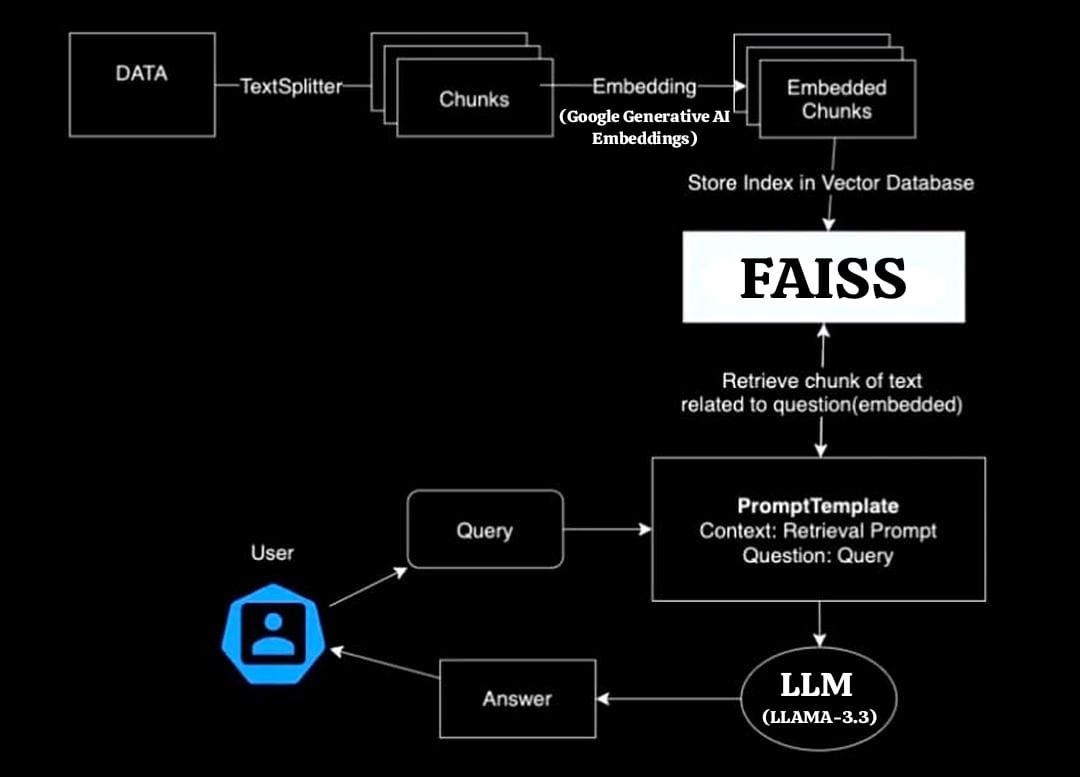 DATA
TextSplitter
Chunks
Embedding
(Google Generative AI
Embeddings)
Embedded
Chunks
Store Index in Vector Database
FAISS
Retrieve chunk of text
related to question(embedded)
PromptTemplate
Context: Retrieval Prompt
Question: Query
Query
User
LLM
(LLAMA-3.3)
Answer